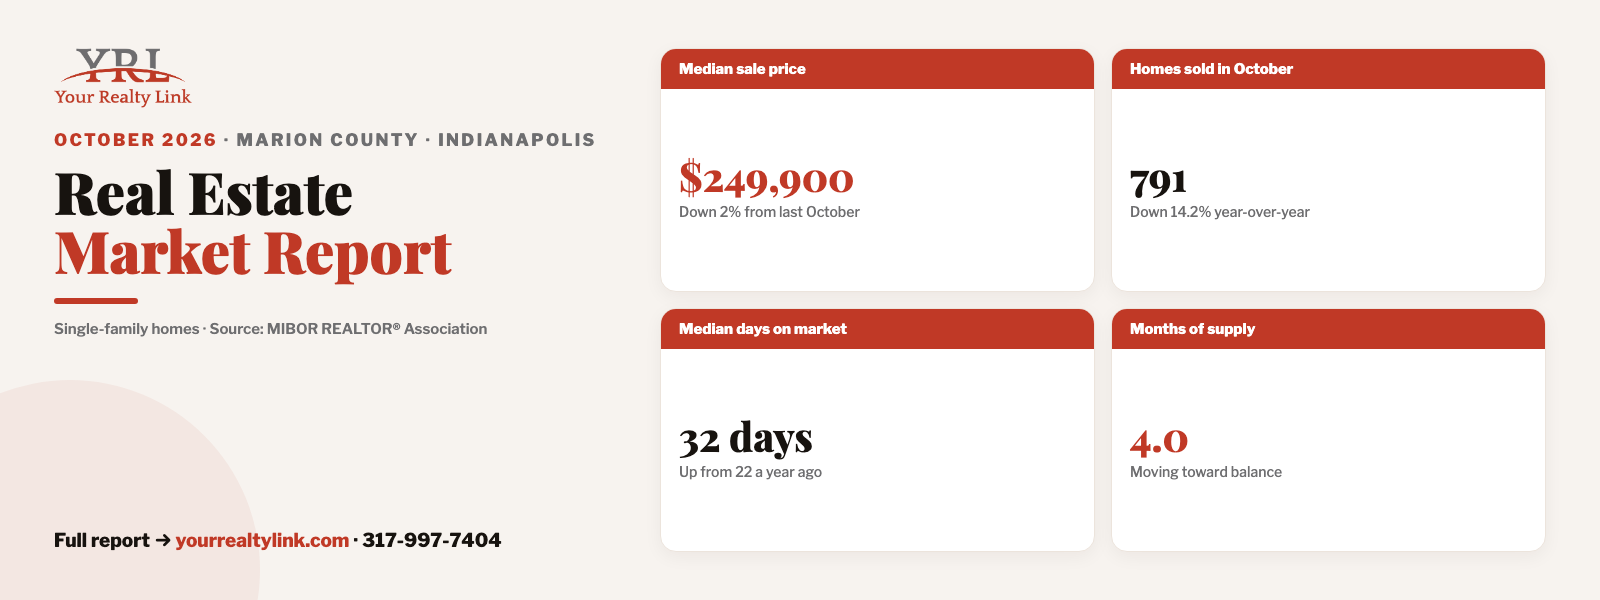 YRL
Your Realty Link
OCTOBER 2026 · MARION COUNTY · INDIANAPOLIS
Real Estate
Market Report
Single-family homes · Source: MIBOR REALTOR® Association
Full report → yourrealtylink.com · 317-997-7404
Median sale price
$249,900
Down 2% from last October
Homes sold in October
791
Down 14.2% year-over-year
Median days on market
32 days
Up from 22 a year ago
Months of supply
4.0
Moving toward balance